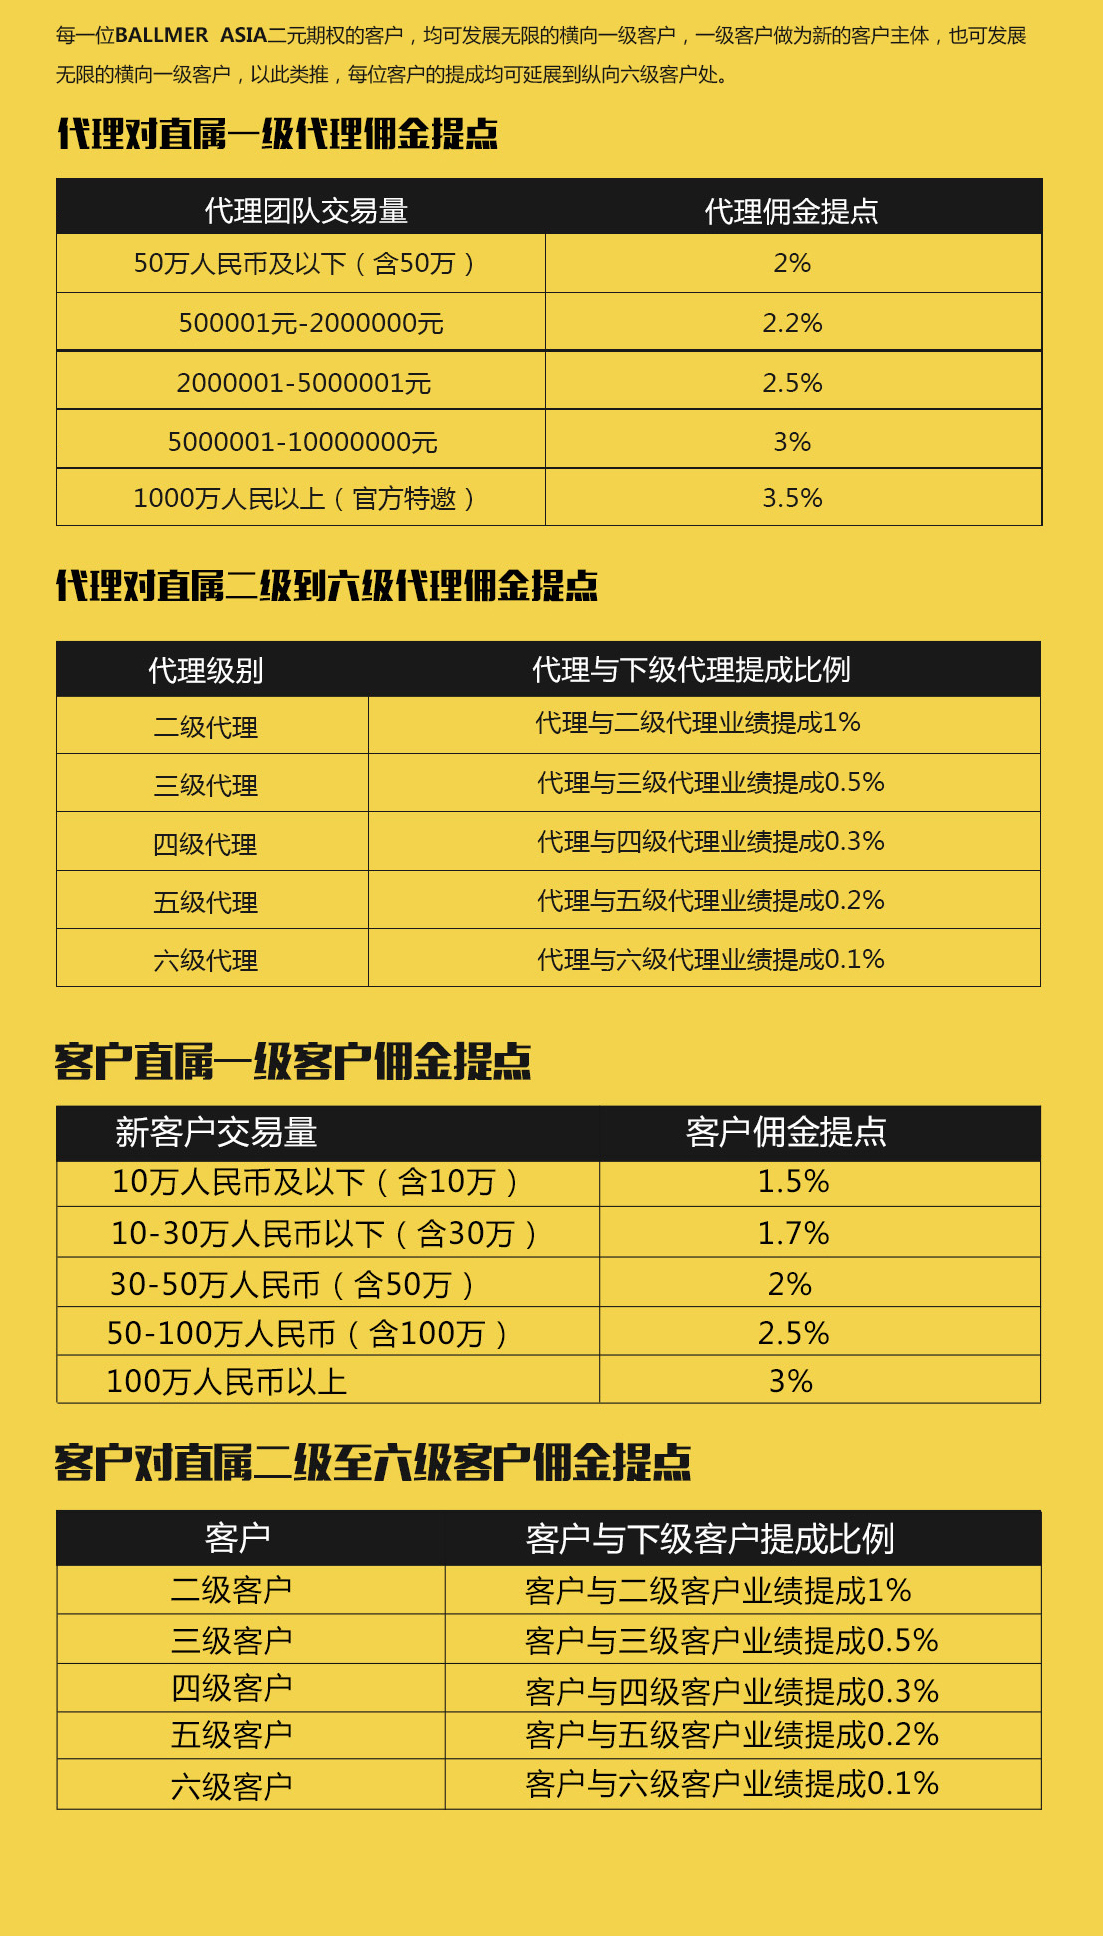 每一位BALLMER ASIA二元期权的客户，均可发展无限的横向一级客户，一级客户做为新的客户主体，也可发展
无限的横向一级客户，以此类推，每位客户的提成均可延展到纵向六级客户处。
代理对直属一级代理佣金提点
代理团队交易量 代理佣金提点
50万人民币及以下（含50万） 2%
500001元-2000000元 2.2%
2000001-5000001元 2.5%
5000001-10000000元 3%
1000万人民以上（官方特邀） 3.5%
代理对直属二级到六级代理佣金提点
代理级别 代理与下级代理提成比例
二级代理 代理与二级代理业绩提成1%
三级代理 代理与三级代理业绩提成0.5%
四级代理 代理与四级代理业绩提成0.3%
五级代理 代理与五级代理业绩提成0.2%
六级代理 代理与六级代理业绩提成0.1%
客户直属一级客户佣金提点
新客户交易量 客户佣金提点
10万人民币及以下（含10万） 1.5%
10-30万人民币以下（含30万） 1.7%
30-50万人民币（含50万） 2%
50-100万人民币（含100万） 2.5%
100万人民币以上 3%
客户对直属二级至六级客户佣金提点
客户 客户与下级客户提成比例
二级客户 客户与二级客户业绩提成1%
三级客户 客户与三级客户业绩提成0.5%
四级客户 客户与四级客户业绩提成0.3%
五级客户 客户与五级客户业绩提成0.2%
六级客户 客户与六级客户业绩提成0.1%